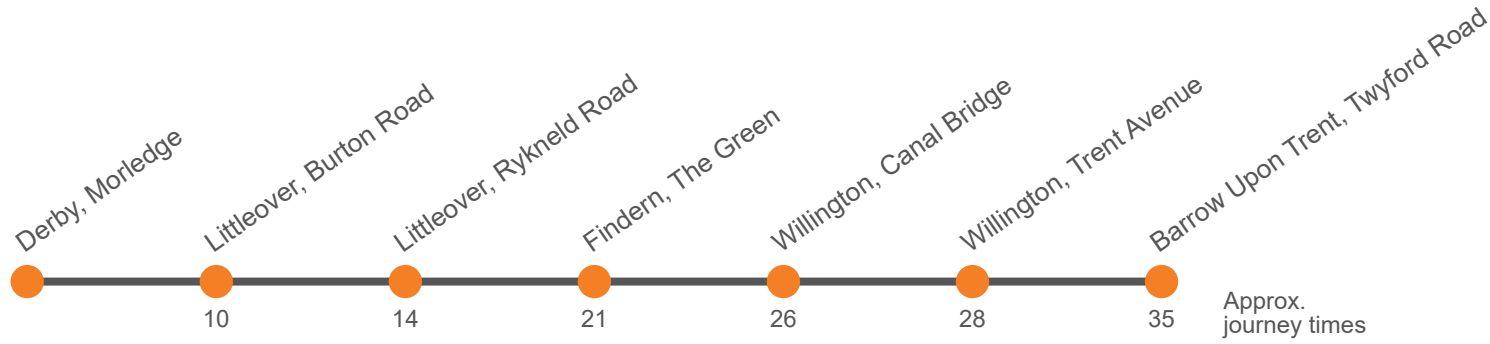 Derby, Morledge
Littleover, Burton Road
Littleover, Rykneld Road
Findern, The Green
Willington, Canal Bridge
Willington, Trent Avenue
Barrow Upon Trent, Twyford Road
10
14
21
26
28
35
Approx.
journey times